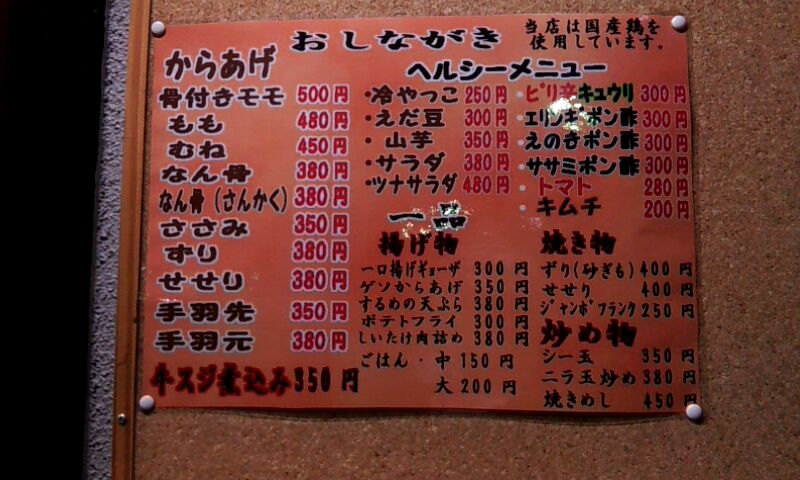 おしながき
当店は国産鶏を
使用しています。
からあげ
骨付きモモ 500円
もも 480円
むね 450円
なん骨 380円
なん骨(さんかく) 380円
ささみ 350円
ずり 380円
せせり 380円
手羽先 350円
手羽元 380円
牛スジ煮込み 350円
ヘルシーメニュー
・冷やっこ 250円
・えだ豆 300円
・山芋 350円
・サラダ 380円
・ツナサラダ 480円
・ピリ辛キュウリ 300円
・エリンギポン酢 300円
・えのきポン酢 300円
・ササミポン酢 300円
・トマト 280円
・キムチ 200円
一品
揚げ物
一口揚げギョーザ 300円
ゲソからあげ 350円
するめの天ぷら 380円
ポテトフライ 300円
しいたけ肉詰め 380円
ごはん・中 150円
大 200円
焼き物
ずり(砂ぎも) 400円
せせり 400円
ジャンボフランク 250円
炒め物
シー玉 350円
ニラ玉炒め 380円
焼きめし 450円